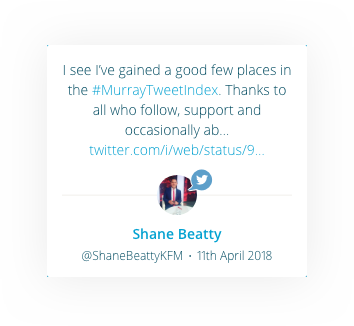 I see I've gained a good few places in
the #MurrayTweetIndex. Thanks to
all who follow, support and
occasionally ab...
twitter.com/i/web/status/9...
Shane Beatty
@ShaneBeattyKFM • 11th April 2018